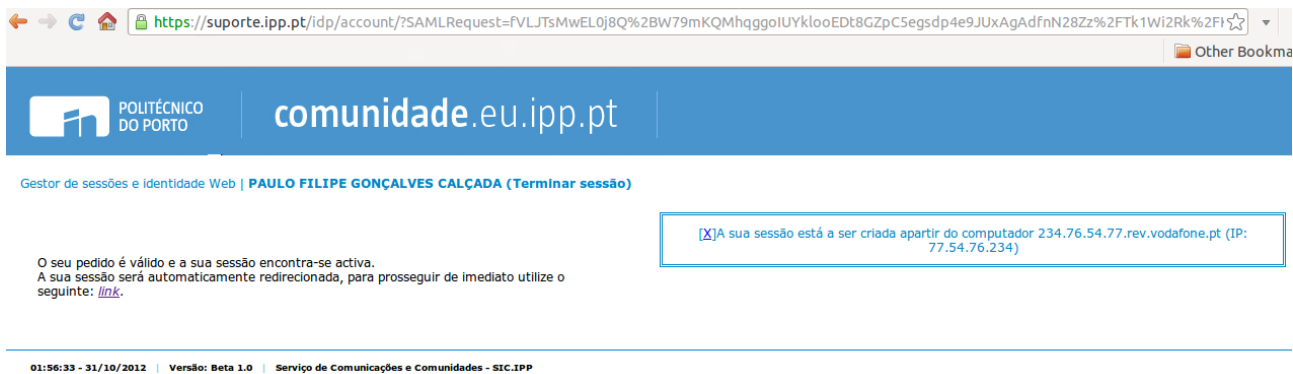 https://suporte.ipp.pt/idp/account/?SAMLRequest=fVLJTsMwEL0j8Q%2BW79mKQMhqggoIUYklooEDt8GZpC5egsdp4e9JUxAgAdfnN28Zz%2FTk1Wi2Rk%2F
Other Bookma
POLITÉCNICO
DO PORTO
comunidade.eu.ipp.pt
Gestor de sessões e identidade Web | PAULO FILIPE GONÇALVES CALÇADA (Terminar sessão)
[X]A sua sessão está a ser criada apartir do computador 234.76.54.77.rev.vodafone.pt (IP:
77.54.76.234)
O seu pedido é válido e a sua sessão encontra-se activa.
A sua sessão será automaticamente redirecionada, para prosseguir de imediato utilize o
seguinte: link.
01:56:33 - 31/10/2012 | Versão: Beta 1.0 | Serviço de Comunicações e Comunidades - SIC.IPP